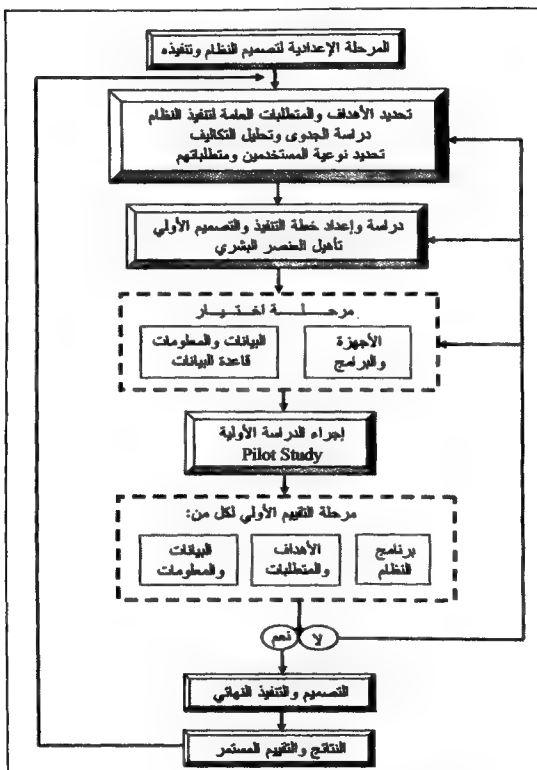 المرحلة الإعدادية لتصميم النظام وتنفيذه
تحديد الأهداف والمتطلبات العامة لتنفيذ النظام
دراسة الجدوى وتحليل التكاليف
تحديد نوعية المستخدمين ومتطلباتهم
دراسة وإعداد خطة التنفيذ والتصميم الأولي
تأهيل العنصر البشري
مرحلة اختيار
الأجهزة
والبرامج
البيانات والمعلومات
قاعدة البيانات
إجراء الدراسة الأولية
Pilot Study
مرحلة التقييم الأولي لكل من:
برنامج
النظام
الأهداف
والمتطلبات
البيانات
والمعلومات
لا
نعم
التصميم والتنفيذ النهائي
النتائج والتقييم المستمر